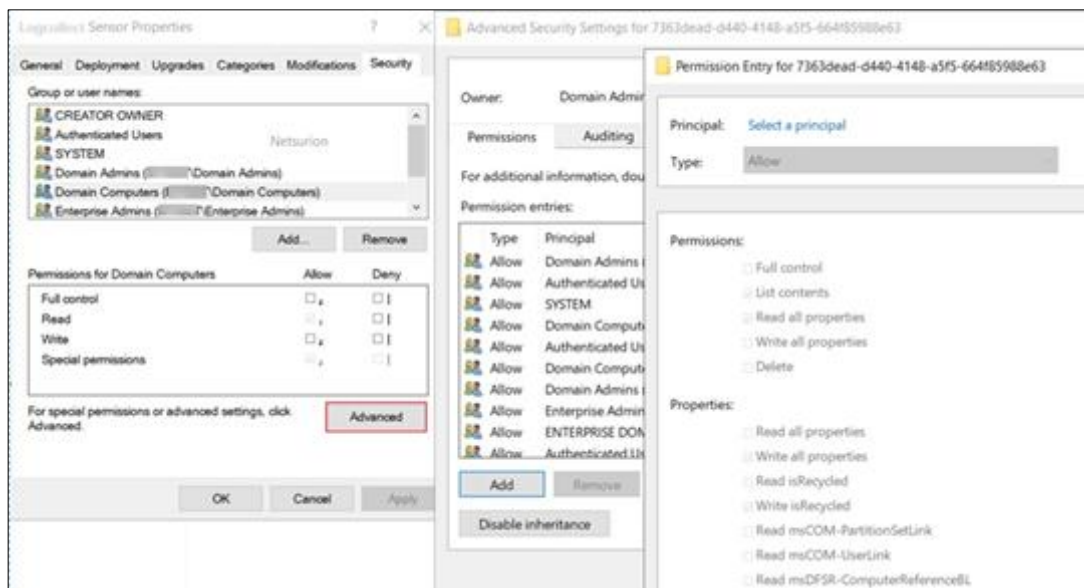 Sensor Properties
General Deployment Upgrades Categories Modifications Security
Group or user names:
CREATOR OWNER
Authenticated Users
Netsurion
SYSTEM
Domain Admins ( \Domain Admins)
Domain Computers ( \Domain Computers)
Enterprise Admins ( \Enterprise Admins)
Add... Remove
Permissions for Domain Computers Allow Deny
Full control
Read
Write
Special permissions
For special permissions or advanced settings, click
Advanced.
Advanced
OK Cancel Apply
Advanced Security Settings for 7363dead-d440-4148-a5f5-664f85988e63
Owner: Domain Admin
Permissions Auditing
For additional information, dou
Permission entries:
Type Principal
Allow Domain Admins
Allow Authenticated Us
Allow SYSTEM
Allow Domain Comput
Allow Authenticated Us
Allow Domain Comput
Allow Domain Admins
Allow Enterprise Admin
Allow ENTERPRISE DOM
Allow Authenticated Us
Add Remove
Disable inheritance
Permission Entry for 7363dead-d440-4148-a5f5-664f85988e63
Principal: Select a principal
Type: Allow
Permissions:
Full control
List contents
Read all properties
Write all properties
Delete
Properties:
Read all properties
Write all properties
Read isRecycled
Write isRecycled
Read msCOM-PartitionSetLink
Read msCOM-UserLink
Read msDFSR-ComputerReferenceBL